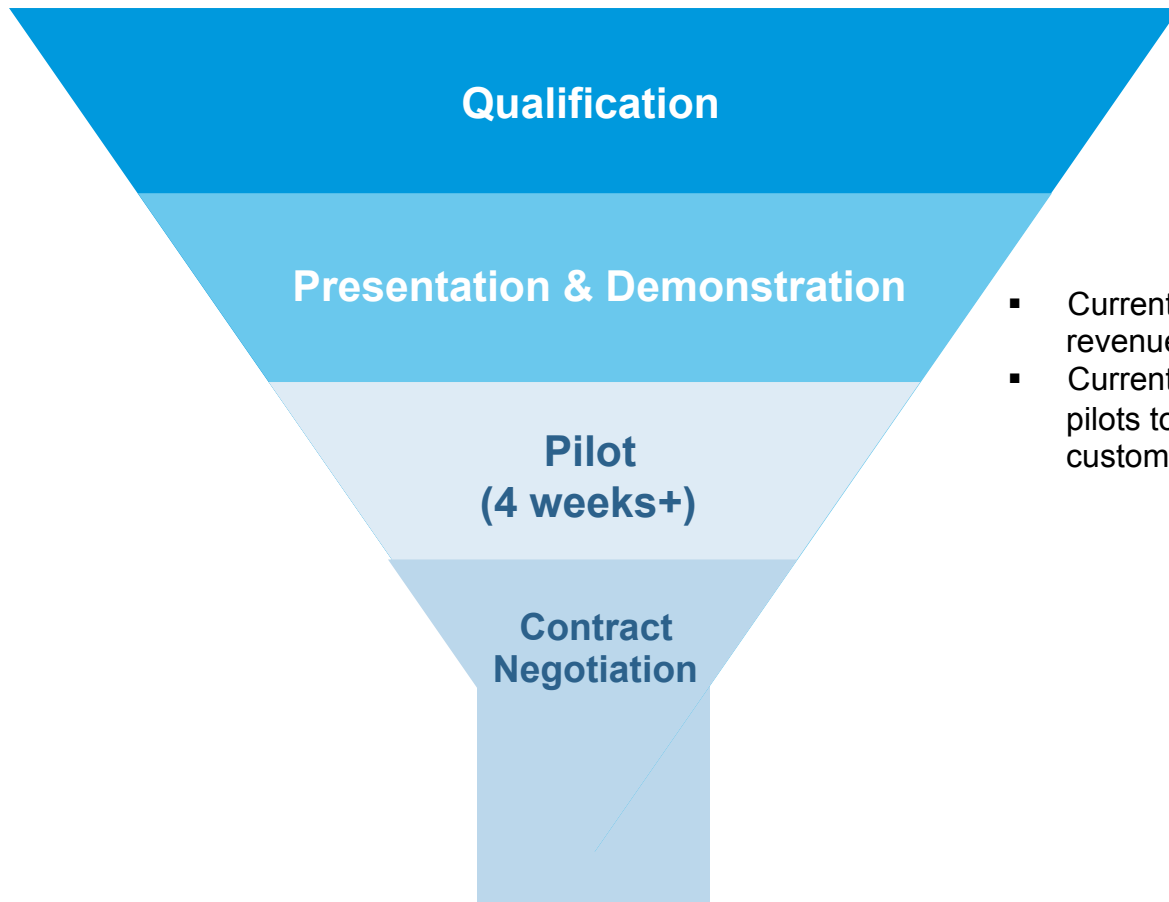 Qualification
Presentation & Demonstration
▪ Current
revenue
▪ Current
pilots to
custom
Pilot
(4 weeks+)
Contract
Negotiation